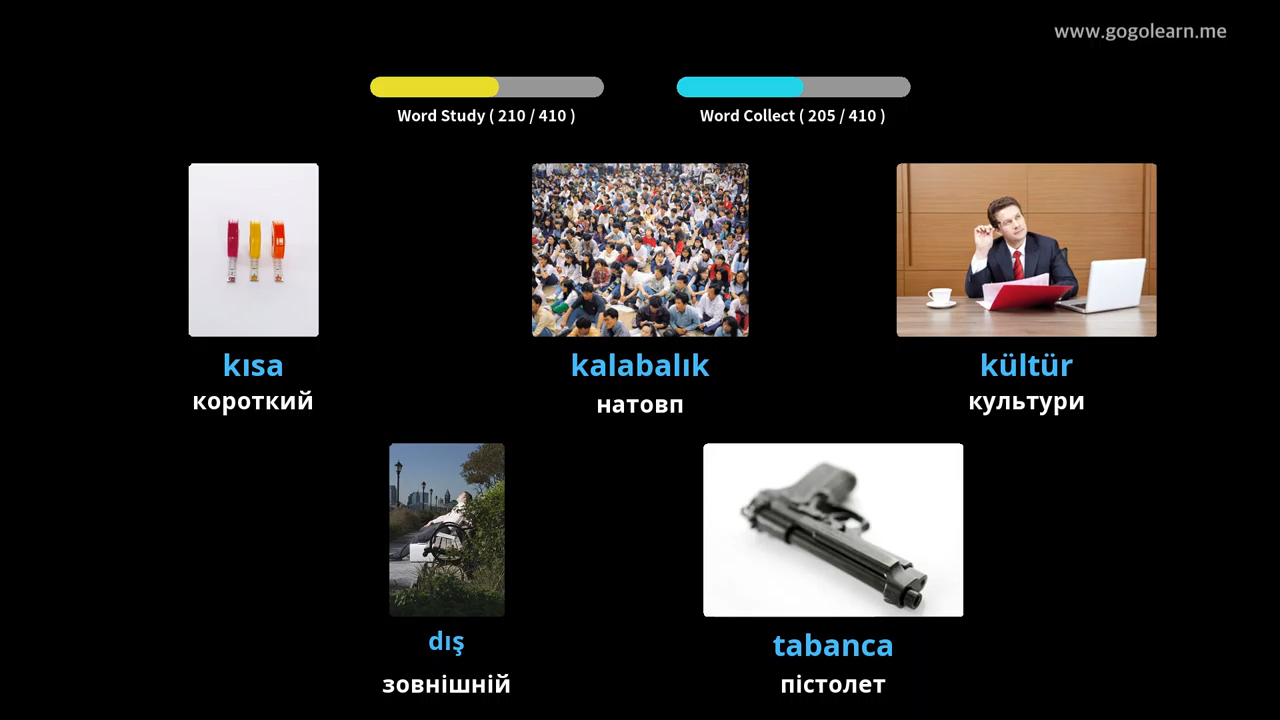 www.gogolearn.me
Word Study ( 210 / 410 )
Word Collect ( 205 / 410 )
kısa
короткий
kalabalık
натовп
kültür
культури
dış
зовнішній
tabanca
пістолет